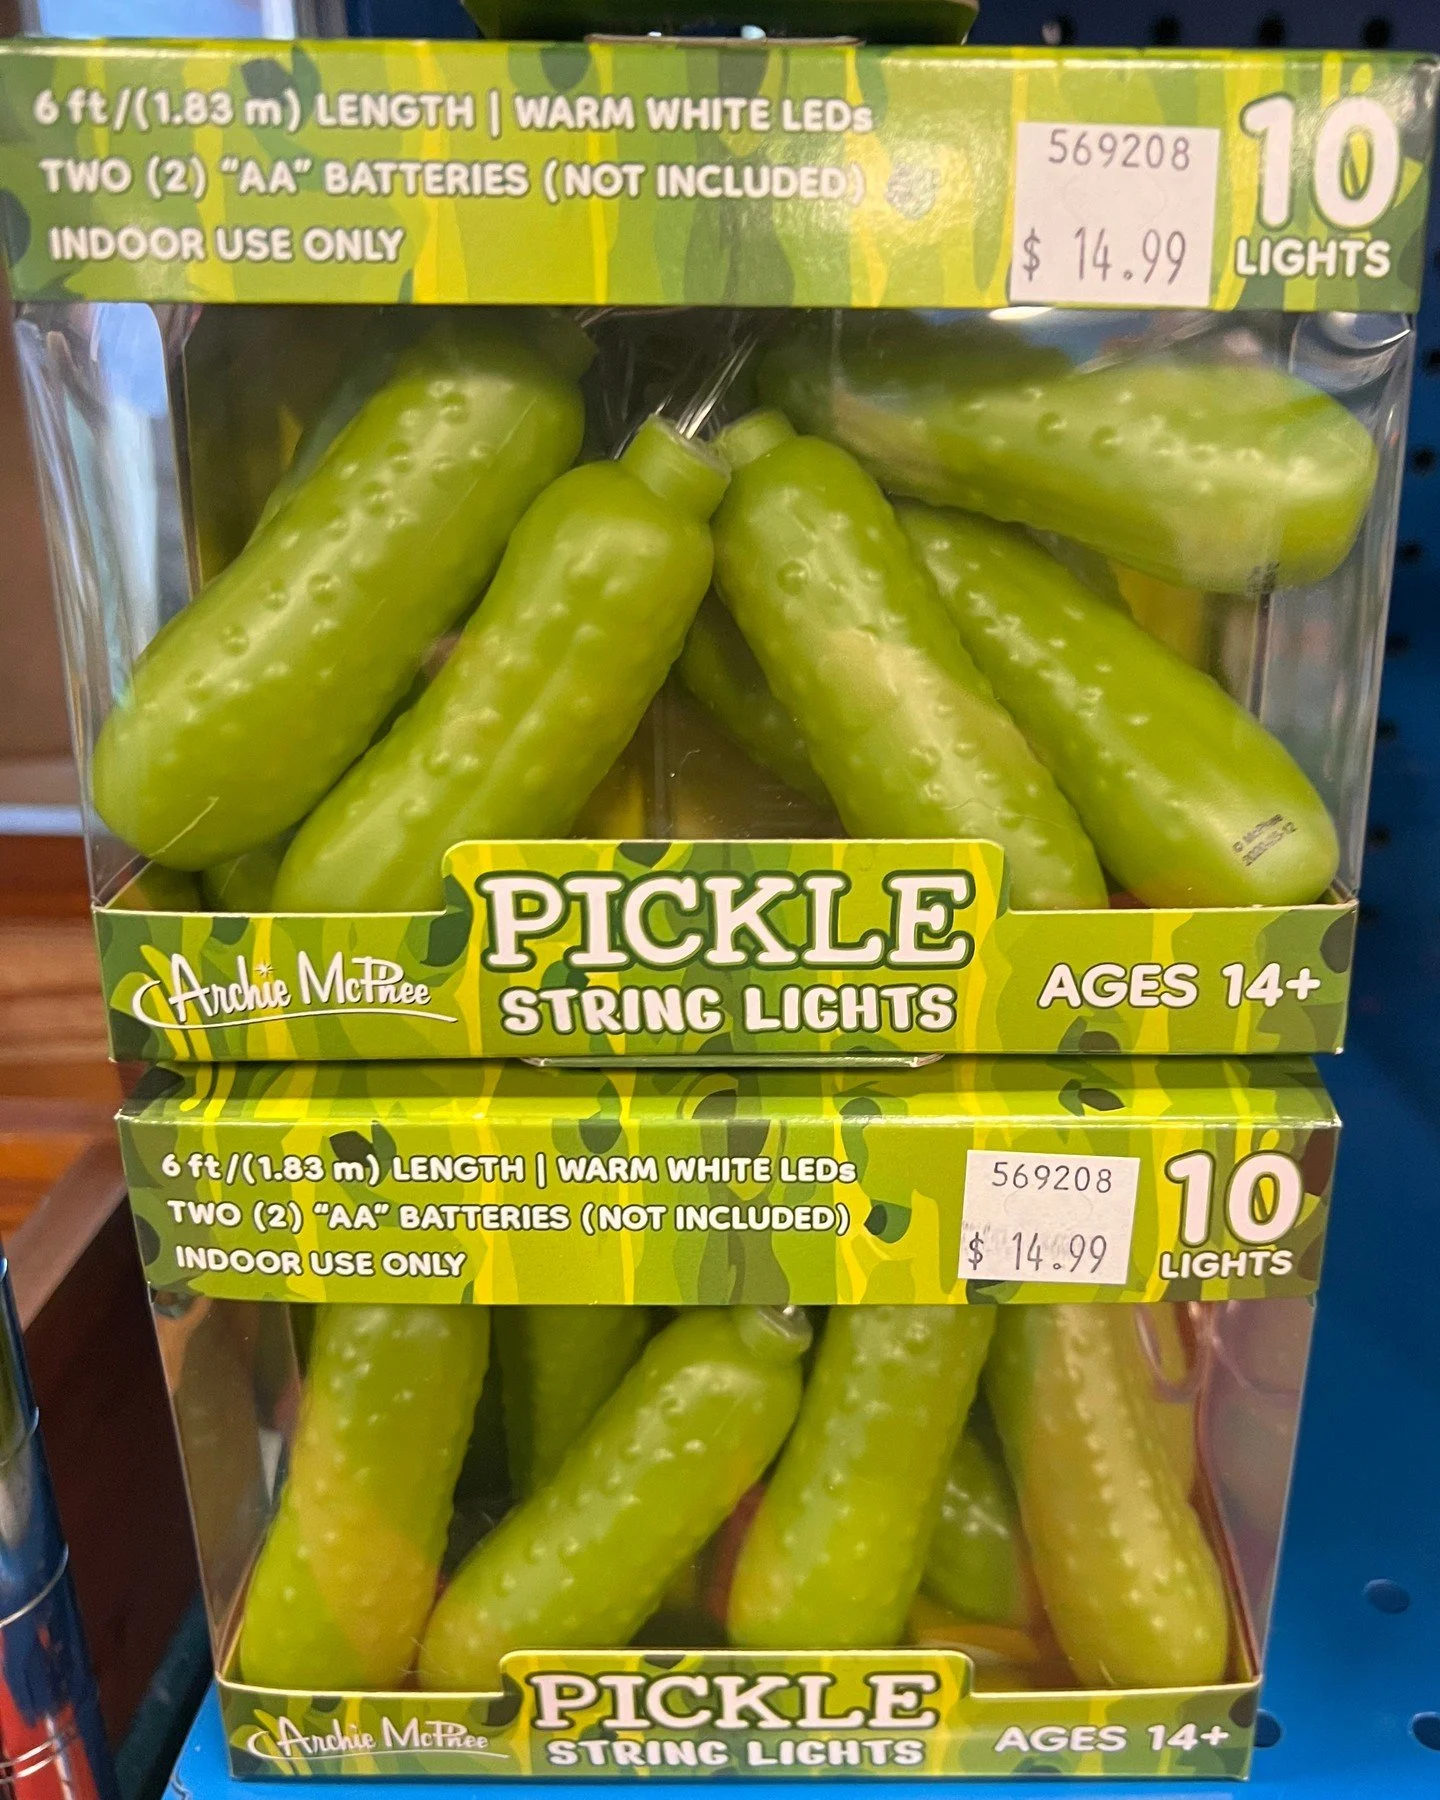 6 ft/(1.83 m) LENGTH | WARM WHITE LEDs
TWO (2) "AA" BATTERIES (NOT INCLUDED)
INDOOR USE ONLY
569208
$ 14.99
10
LIGHTS
© McPhee
PICKLE
STRING LIGHTS
Archie McPhee
AGES 14+
6 ft/(1.83 m) LENGTH | WARM WHITE LEDs
TWO (2) "AA" BATTERIES (NOT INCLUDED)
INDOOR USE ONLY
569208
$ 14.99
10
LIGHTS
PICKLE
STRING LIGHTS
Archie McPhee
AGES 14+